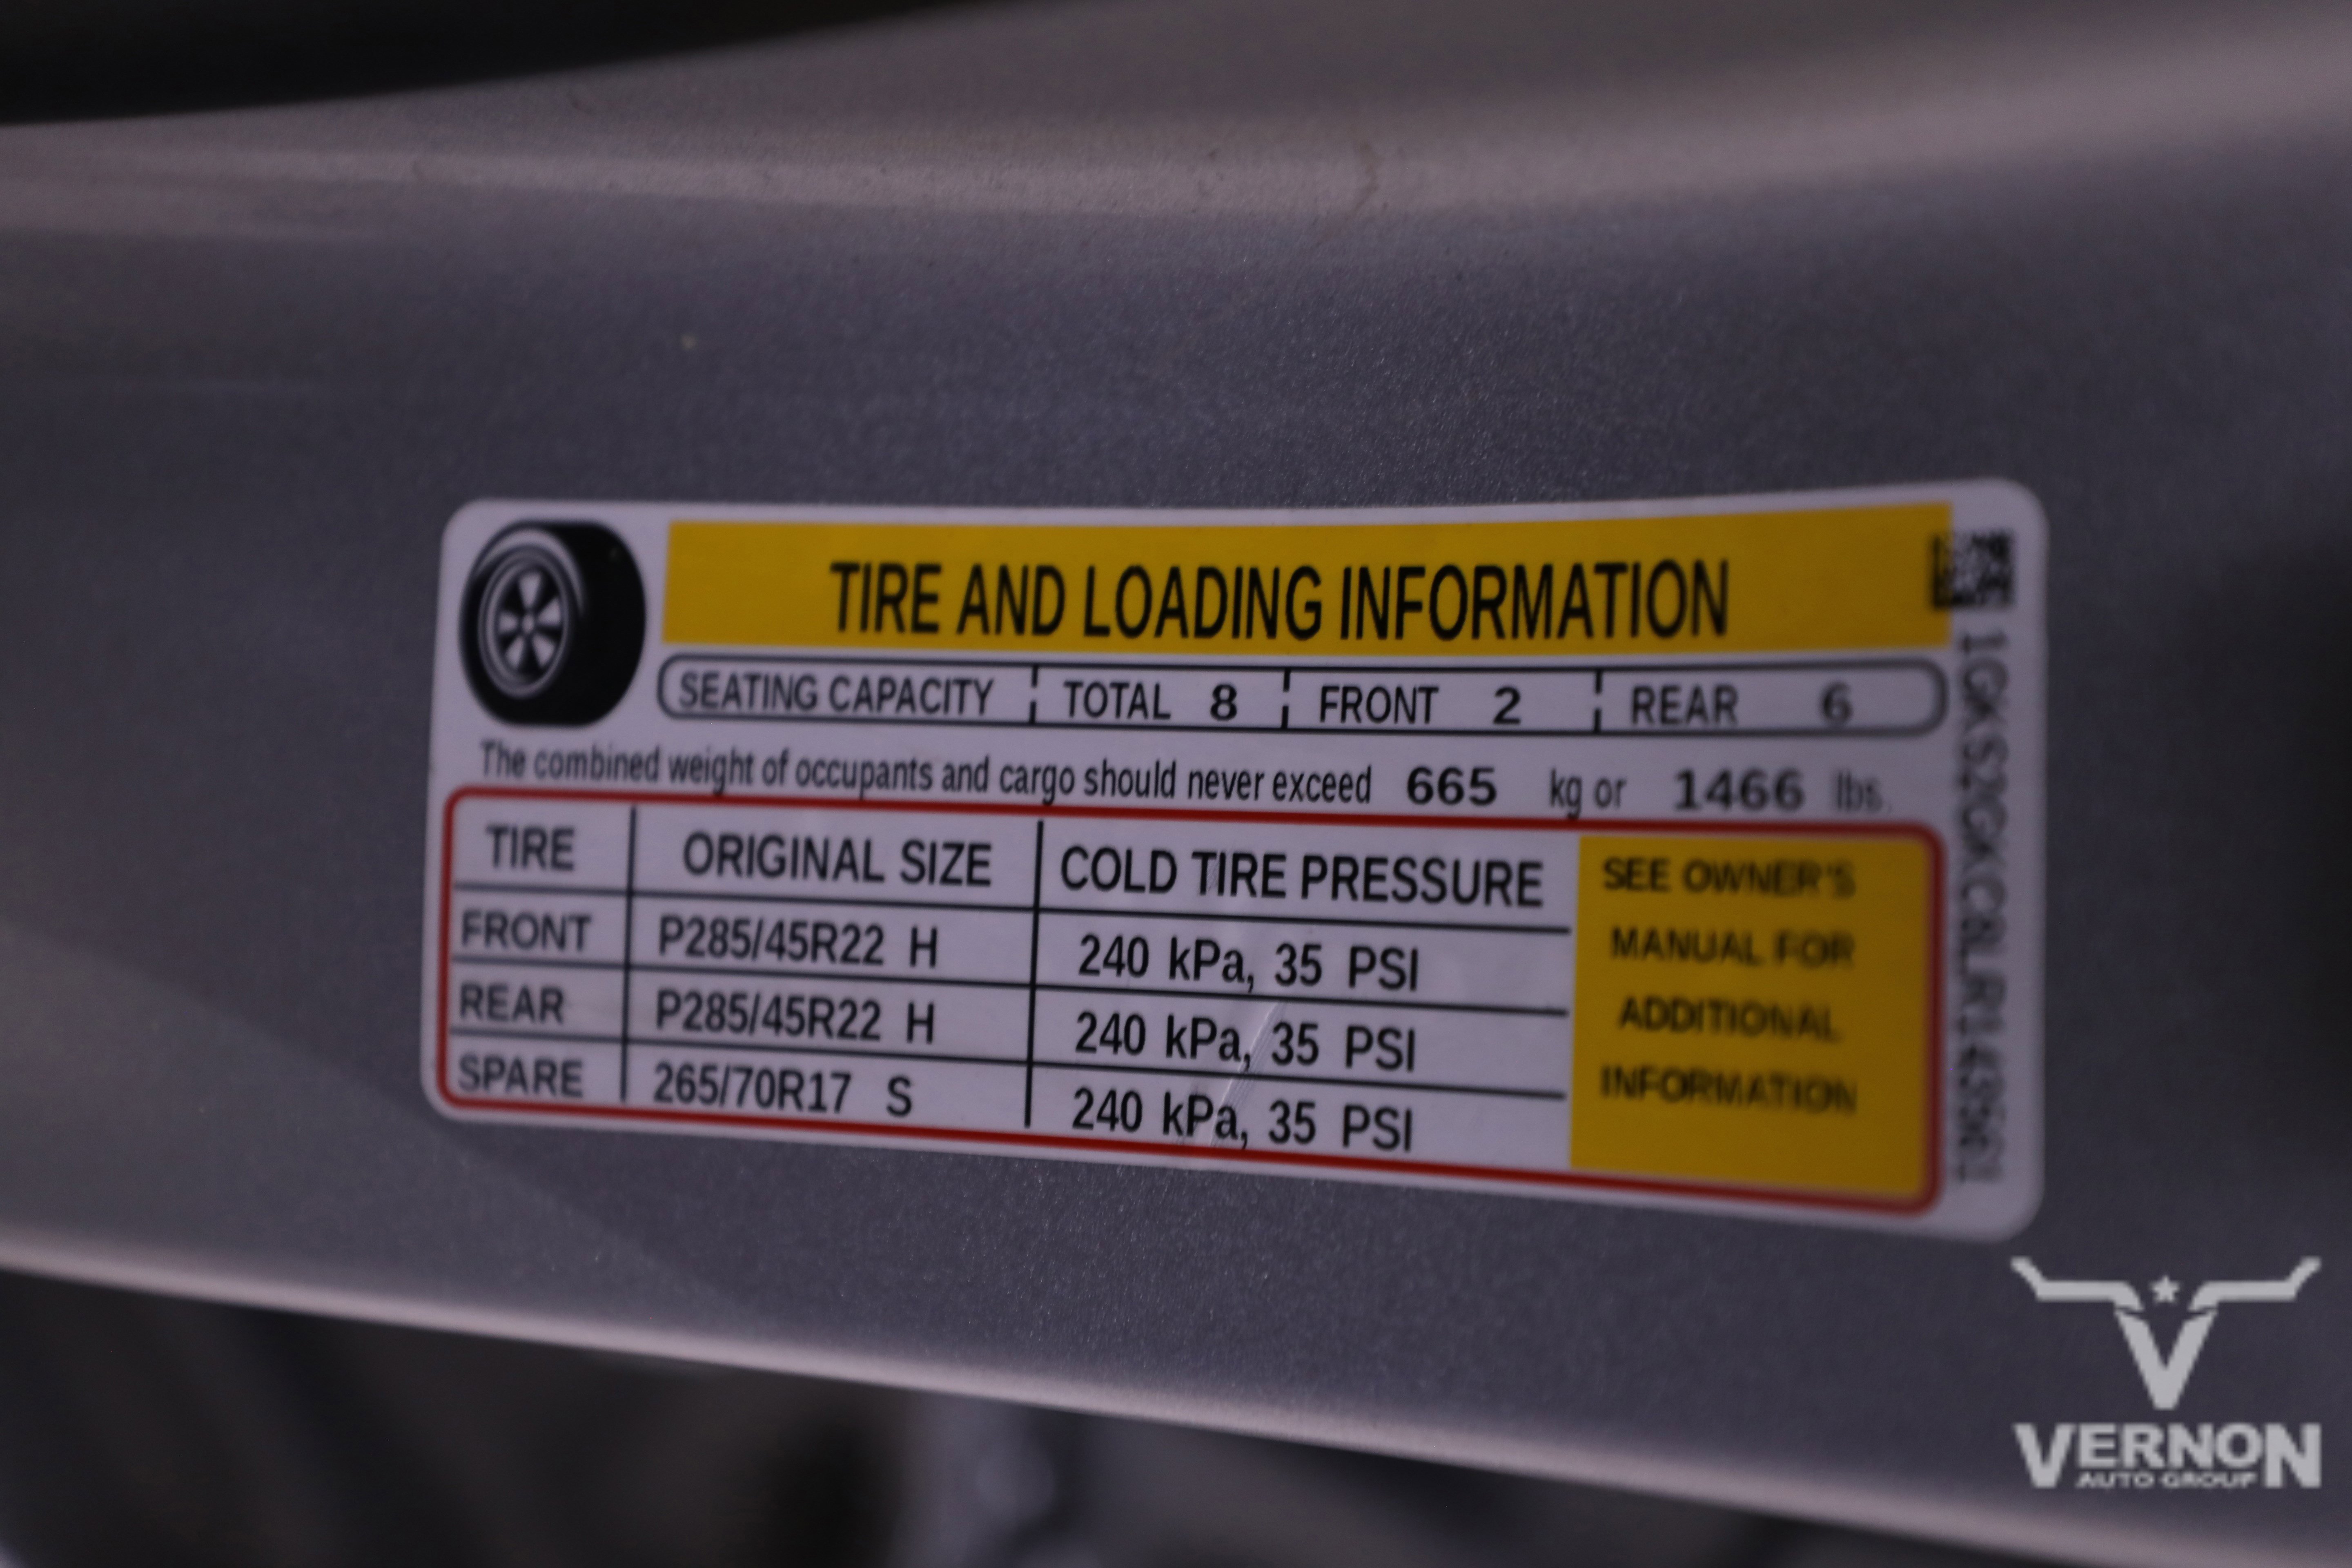 TIRE AND LOADING INFORMATION
SEATING CAPACITY TOTAL 8 FRONT 2 REAR 6
The combined weight of occupants and cargo should never exceed 665 kg or 1466 lbs.
TIRE ORIGINAL SIZE COLD TIRE PRESSURE
FRONT P285/45R22 H 240 kPa, 35 PSI
REAR P285/45R22 H 240 kPa, 35 PSI
SPARE 265/70R17 S 240 kPa, 35 PSI
SEE OWNER'S
MANUAL FOR
ADDITIONAL
INFORMATION
VERNON
AUTO GROUP